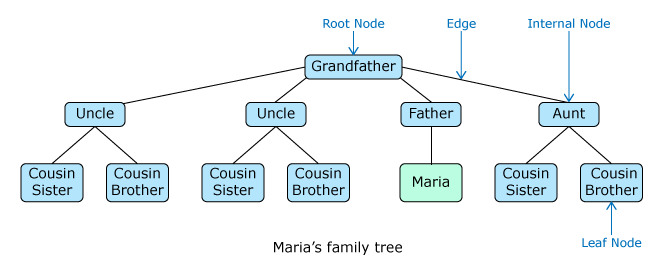 Root Node
Edge
Internal Node
Grandfather
Uncle
Uncle
Father
Aunt
Cousin
Sister
Cousin
Brother
Cousin
Sister
Cousin
Brother
Maria
Cousin
Sister
Cousin
Brother
Leaf Node
Maria’s family tree